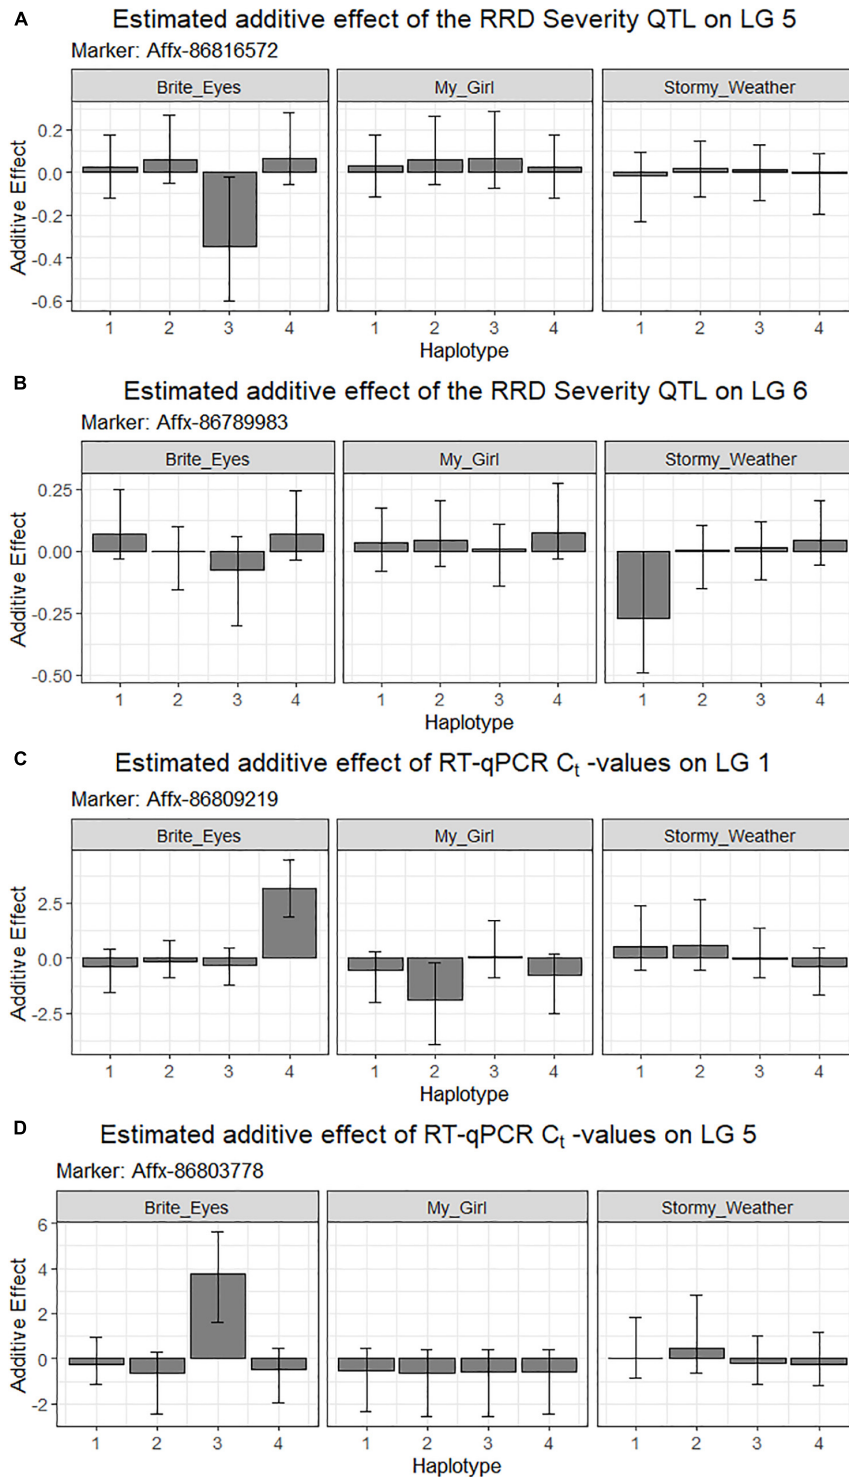 A
Estimated additive effect of the RRD Severity QTL on LG 5
Marker: Affx-86816572
Brite_Eyes My_Girl Stormy_Weather
Additive Effect
0.2
0.0
-0.2
-0.4
-0.6
1 2 3 4 1 2 3 4 1 2 3 4
Haplotype
B
Estimated additive effect of the RRD Severity QTL on LG 6
Marker: Affx-86789983
Brite_Eyes My_Girl Stormy_Weather
Additive Effect
0.25
0.00
-0.25
-0.50
1 2 3 4 1 2 3 4 1 2 3 4
Haplotype
C
Estimated additive effect of RT-qPCR Ct -values on LG 1
Marker: Affx-86809219
Brite_Eyes My_Girl Stormy_Weather
Additive Effect
2.5
0.0
-2.5
1 2 3 4 1 2 3 4 1 2 3 4
Haplotype
D
Estimated additive effect of RT-qPCR Ct -values on LG 5
Marker: Affx-86803778
Brite_Eyes My_Girl Stormy_Weather
Additive Effect
6
4
2
0
-2
1 2 3 4 1 2 3 4 1 2 3 4
Haplotype